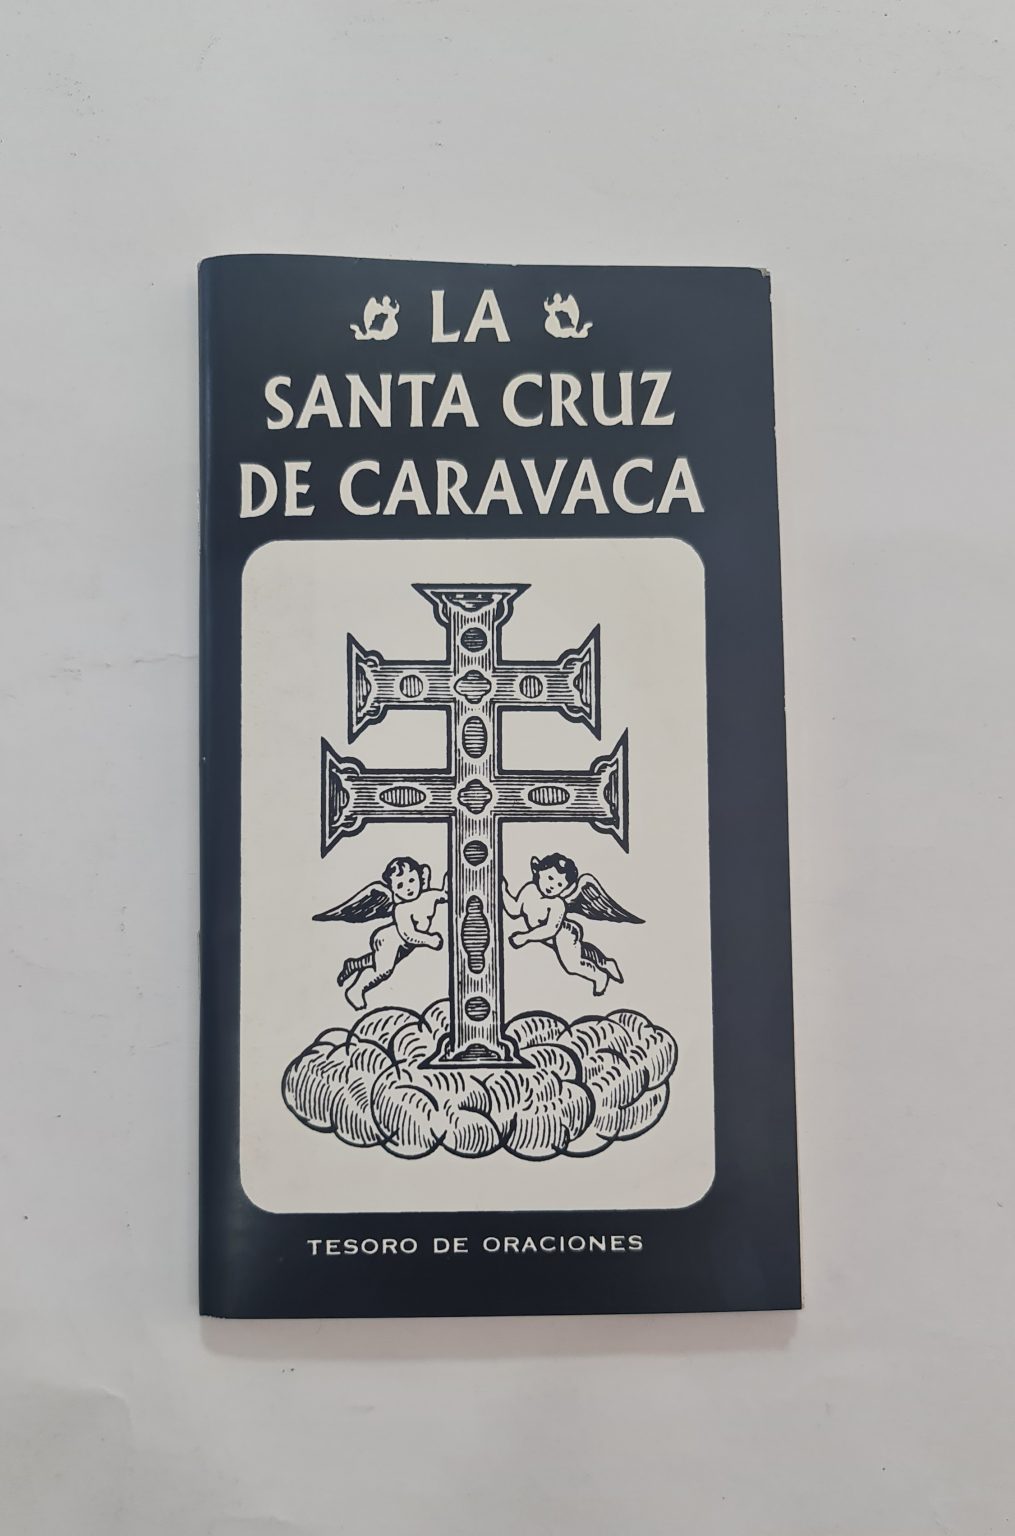 LA
SANTA CRUZ
DE CARAVACA
TESORO DE ORACIONES